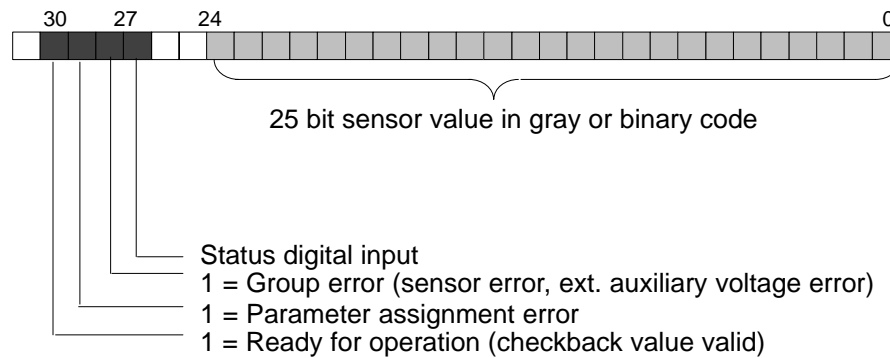 30 27 24 0
25 bit sensor value in gray or binary code
Status digital input
1 = Group error (sensor error, ext. auxiliary voltage error)
1 = Parameter assignment error
1 = Ready for operation (checkback value valid)